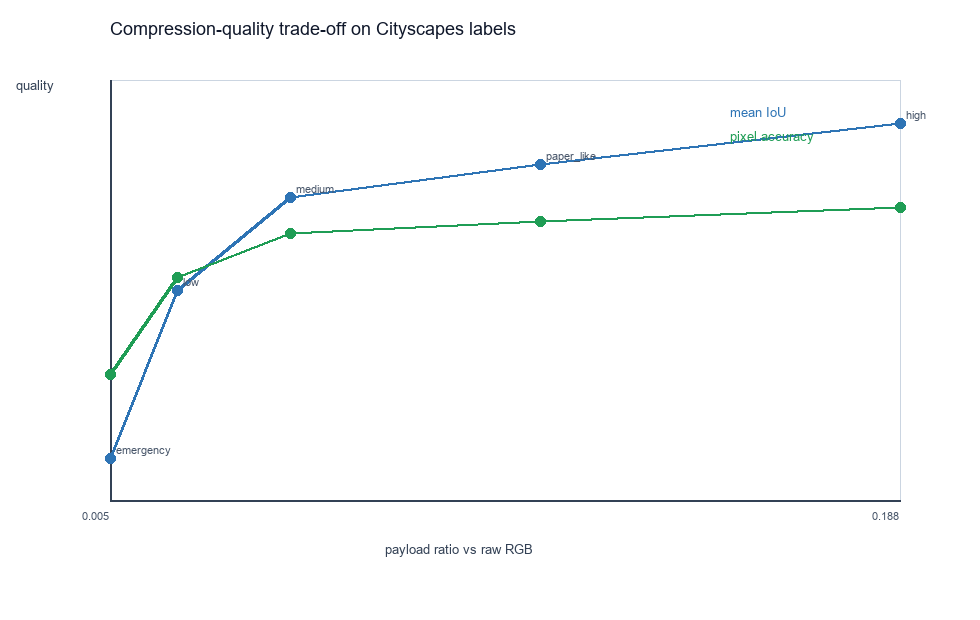 Compression-quality trade-off on Cityscapes labels
quality
mean IoU
high
pixel accuracy
paper_like
medium
low
emergency
0.005
0.188
payload ratio vs raw RGB